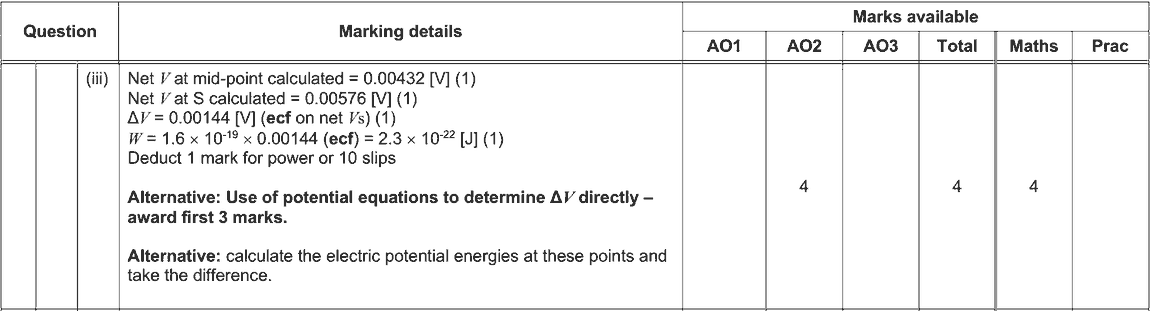 Question
Marking details
Marks available
AO1 AO2 AO3 Total Maths Prac
(iii) Net V at mid-point calculated = 0.00432 [V] (1)
Net V at S calculated = 0.00576 [V] (1)
ΔV = 0.00144 [V] (ecf on net Vs) (1)
W = 1.6 × 10⁻¹⁹ × 0.00144 (ecf) = 2.3 × 10⁻²² [J] (1)
Deduct 1 mark for power or 10 slips
Alternative: Use of potential equations to determine ΔV directly –
award first 3 marks.
Alternative: calculate the electric potential energies at these points and
take the difference.
4 4 4